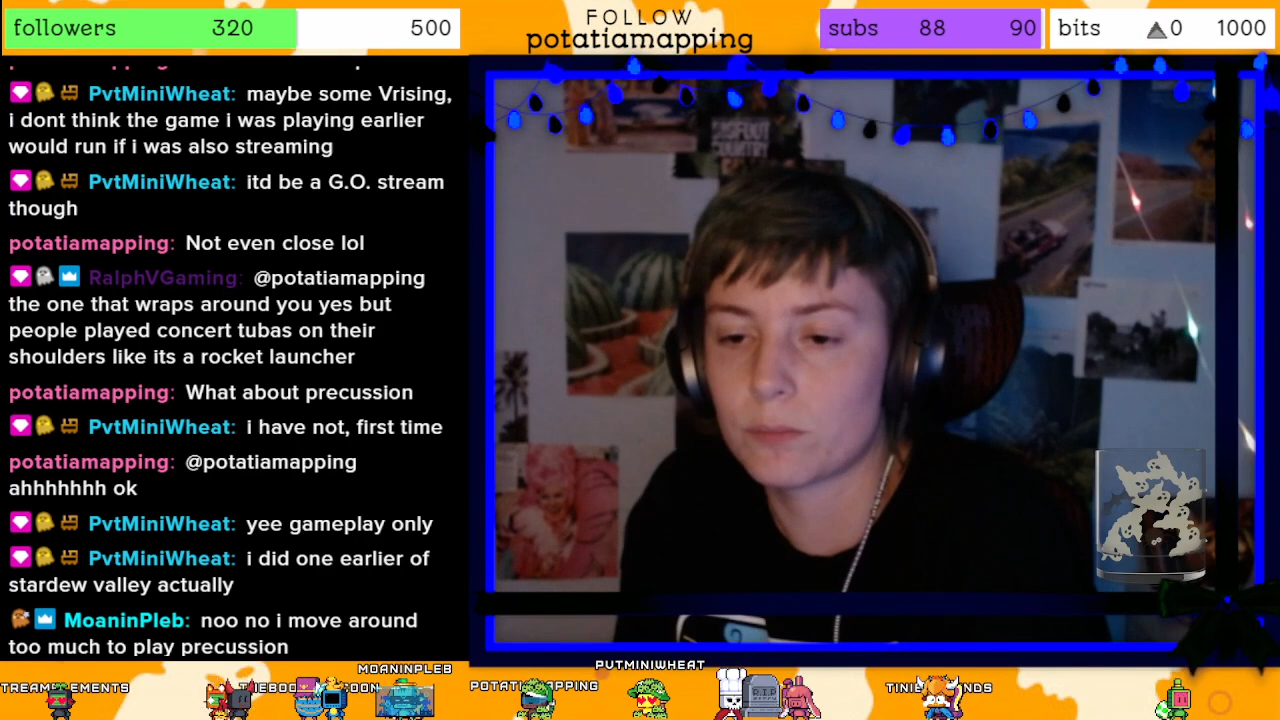 followers 320 500
FOLLOW
potatiamapping
subs 88 90
bits 0 1000
PvtMiniWheat: maybe some Vrising,
i dont think the game i was playing earlier
would run if i was also streaming
PvtMiniWheat: itd be a G.O. stream
though
potatiamapping: Not even close lol
RalphVGaming: @potatiamapping
the one that wraps around you yes but
people played concert tubas on their
shoulders like its a rocket launcher
potatiamapping: What about precussion
PvtMiniWheat: i have not, first time
potatiamapping: @potatiamapping
ahhhhhhh ok
PvtMiniWheat: yee gameplay only
PvtMiniWheat: i did one earlier of
stardew valley actually
MoaninPleb: noo no i move around
too much to play precussion
BIGFOOT
COUNTRY
MOANINPLEB
PVTMINIWHEAT
R.I.P